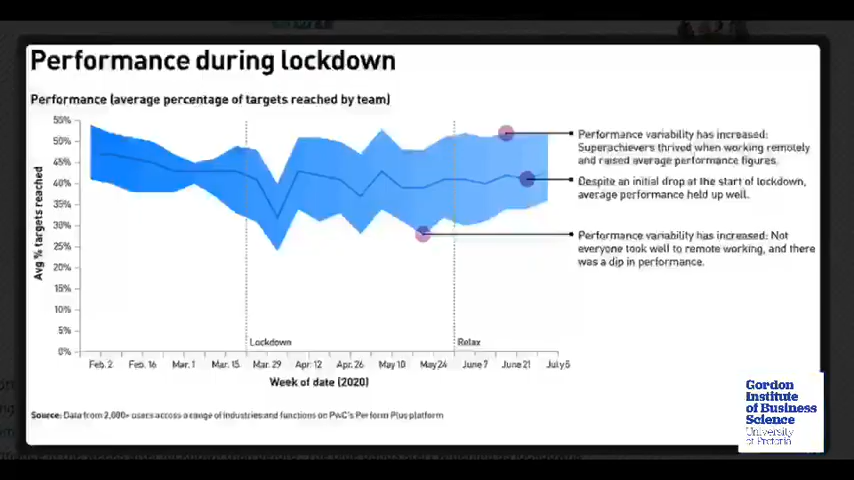 Performance during lockdown
Performance (average percentage of targets reached by team)
55%
50%
45%
40%
35%
30%
25%
20%
15%
10%
5%
0%
Avg % targets reached
Performance variability has increased:
Superachievers thrived when working remotely
and raised average performance figures.
Despite an initial drop at the start of lockdown,
average performance held up well.
Performance variability has increased: Not
everyone took well to remote working, and there
was a dip in performance.
Lockdown
Relax
Feb. 2 Feb. 16 Mar. 1 Mar. 15 Mar. 29 Apr. 12 Apr. 26 May 10 May 24 June 7 June 21 July 5
Week of date (2020)
Source: Data from 2,000+ users across a range of industries and functions on PwC's Perform Plus platform
Gordon
Institute
of Business
Science
University
of Pretoria